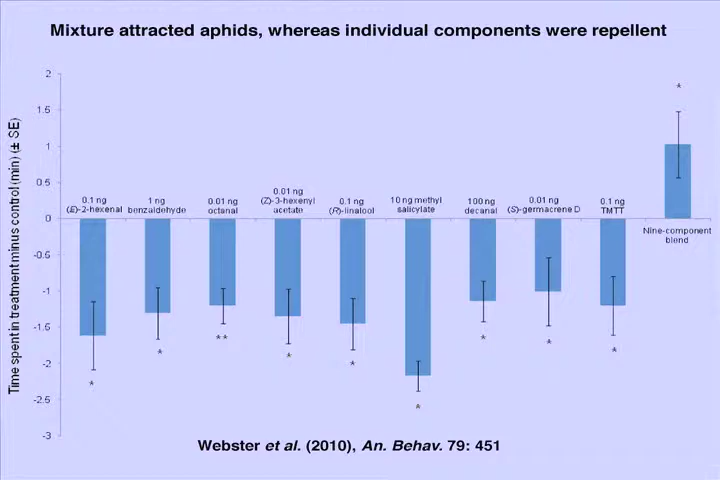 Mixture attracted aphids, whereas individual components were repellent
Time spent in treatment minus control (min) (± SE)
2
1.5
1
0.5
0
-0.5
-1
-1.5
-2
-2.5
-3
0.1 ng
(E)-2-hexenal
1 ng
benzaldehyde
0.01 ng
octanal
0.01 ng
(Z)-3-hexenyl
acetate
0.1 ng
(R)-linalool
10 ng methyl
salicylate
100 ng
decanal
0.01 ng
(S)-germacrene D
0.1 ng
TMTT
Nine-component
blend
*
*
**
*
*
*
*
*
*
*
Webster et al. (2010), An. Behav. 79: 451